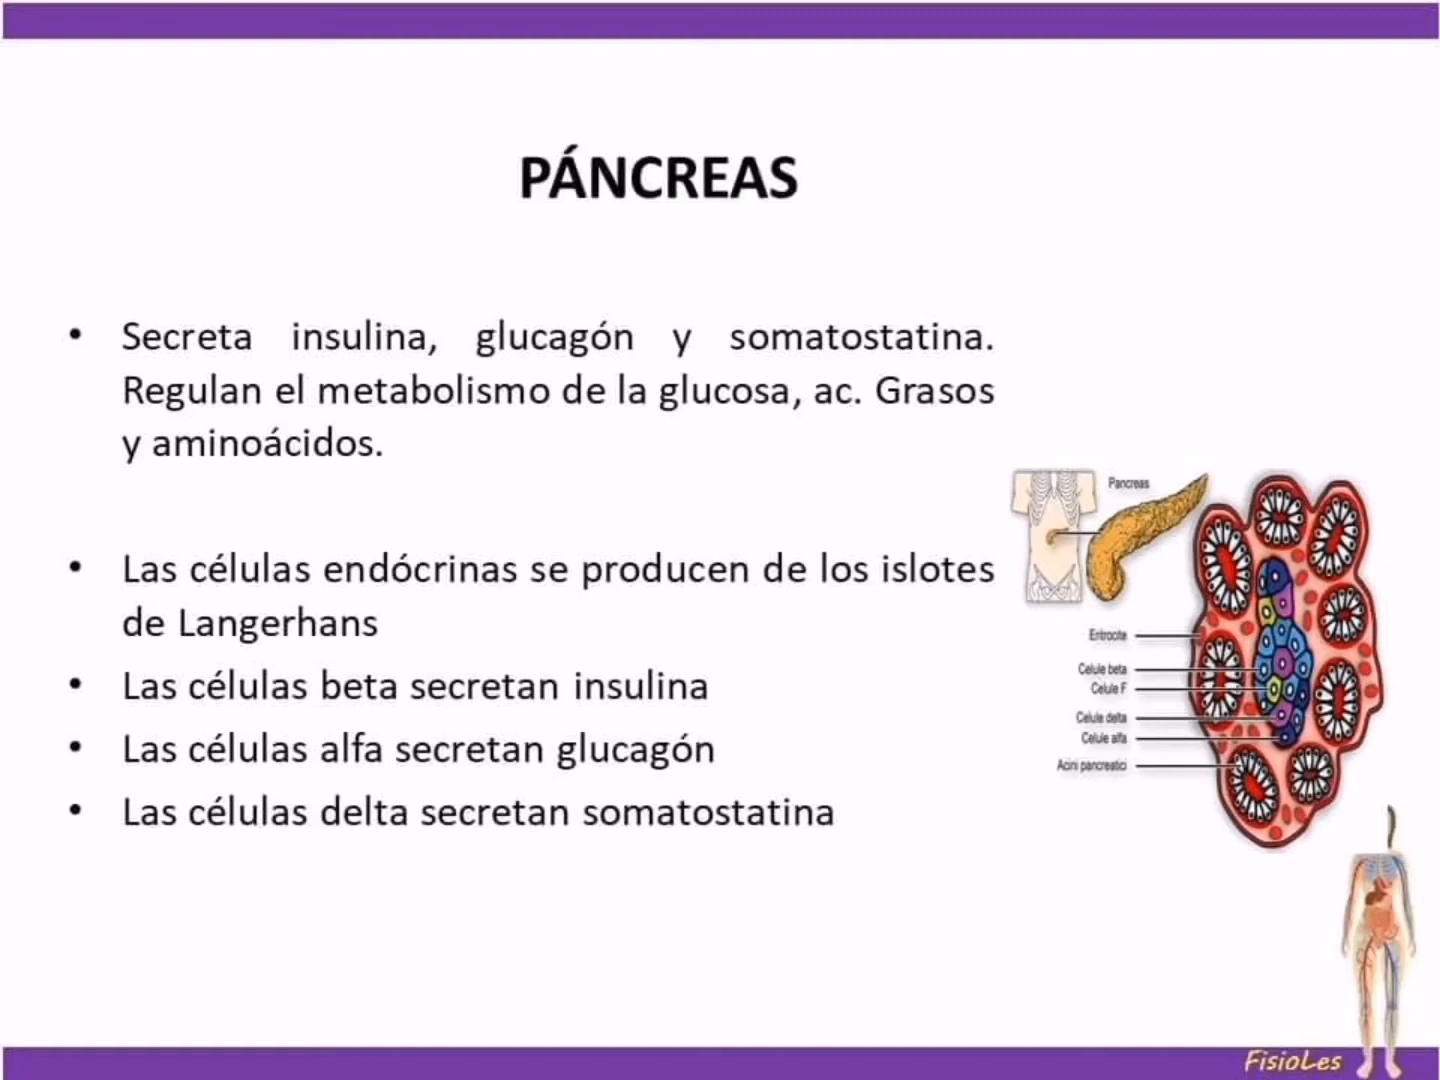 PÁNCREAS
• Secreta insulina, glucagón y somatostatina.
Regulan el metabolismo de la glucosa, ac. Grasos
y aminoácidos.
• Las células endócrinas se producen de los islotes
de Langerhans
• Las células beta secretan insulina
• Las células alfa secretan glucagón
• Las células delta secretan somatostatina
Pancreas
Eritrocite
Celule beta
Celule F
Celule delta
Celule alfa
Acini pancreatici
FisioLes